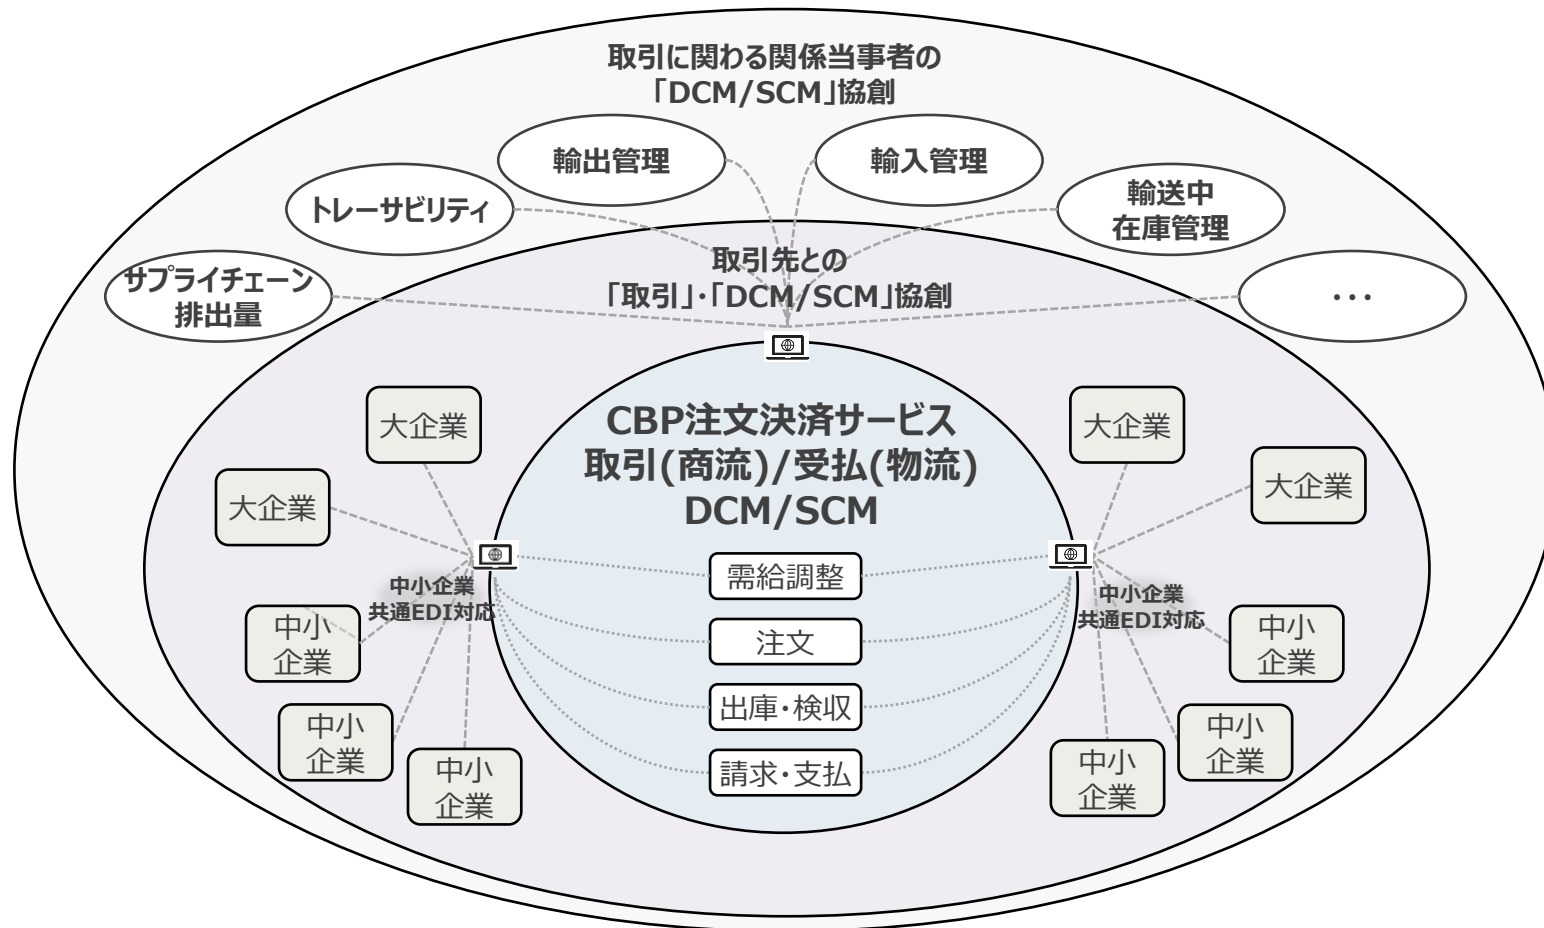 取引に関わる関係当事者の
「DCM/SCM」協創
輸出管理
輸入管理
トレーサビリティ
輸送中
在庫管理
サプライチェーン
排出量
・・・
取引先との
「取引」・「DCM/SCM」協創
CBP注文決済サービス
取引(商流)/受払(物流)
DCM/SCM
需給調整
注文
出庫・検収
請求・支払
大企業
大企業
中小企業
共通EDI対応
中小
企業
中小
企業
中小
企業
大企業
大企業
中小企業
共通EDI対応
中小
企業
中小
企業
中小
企業